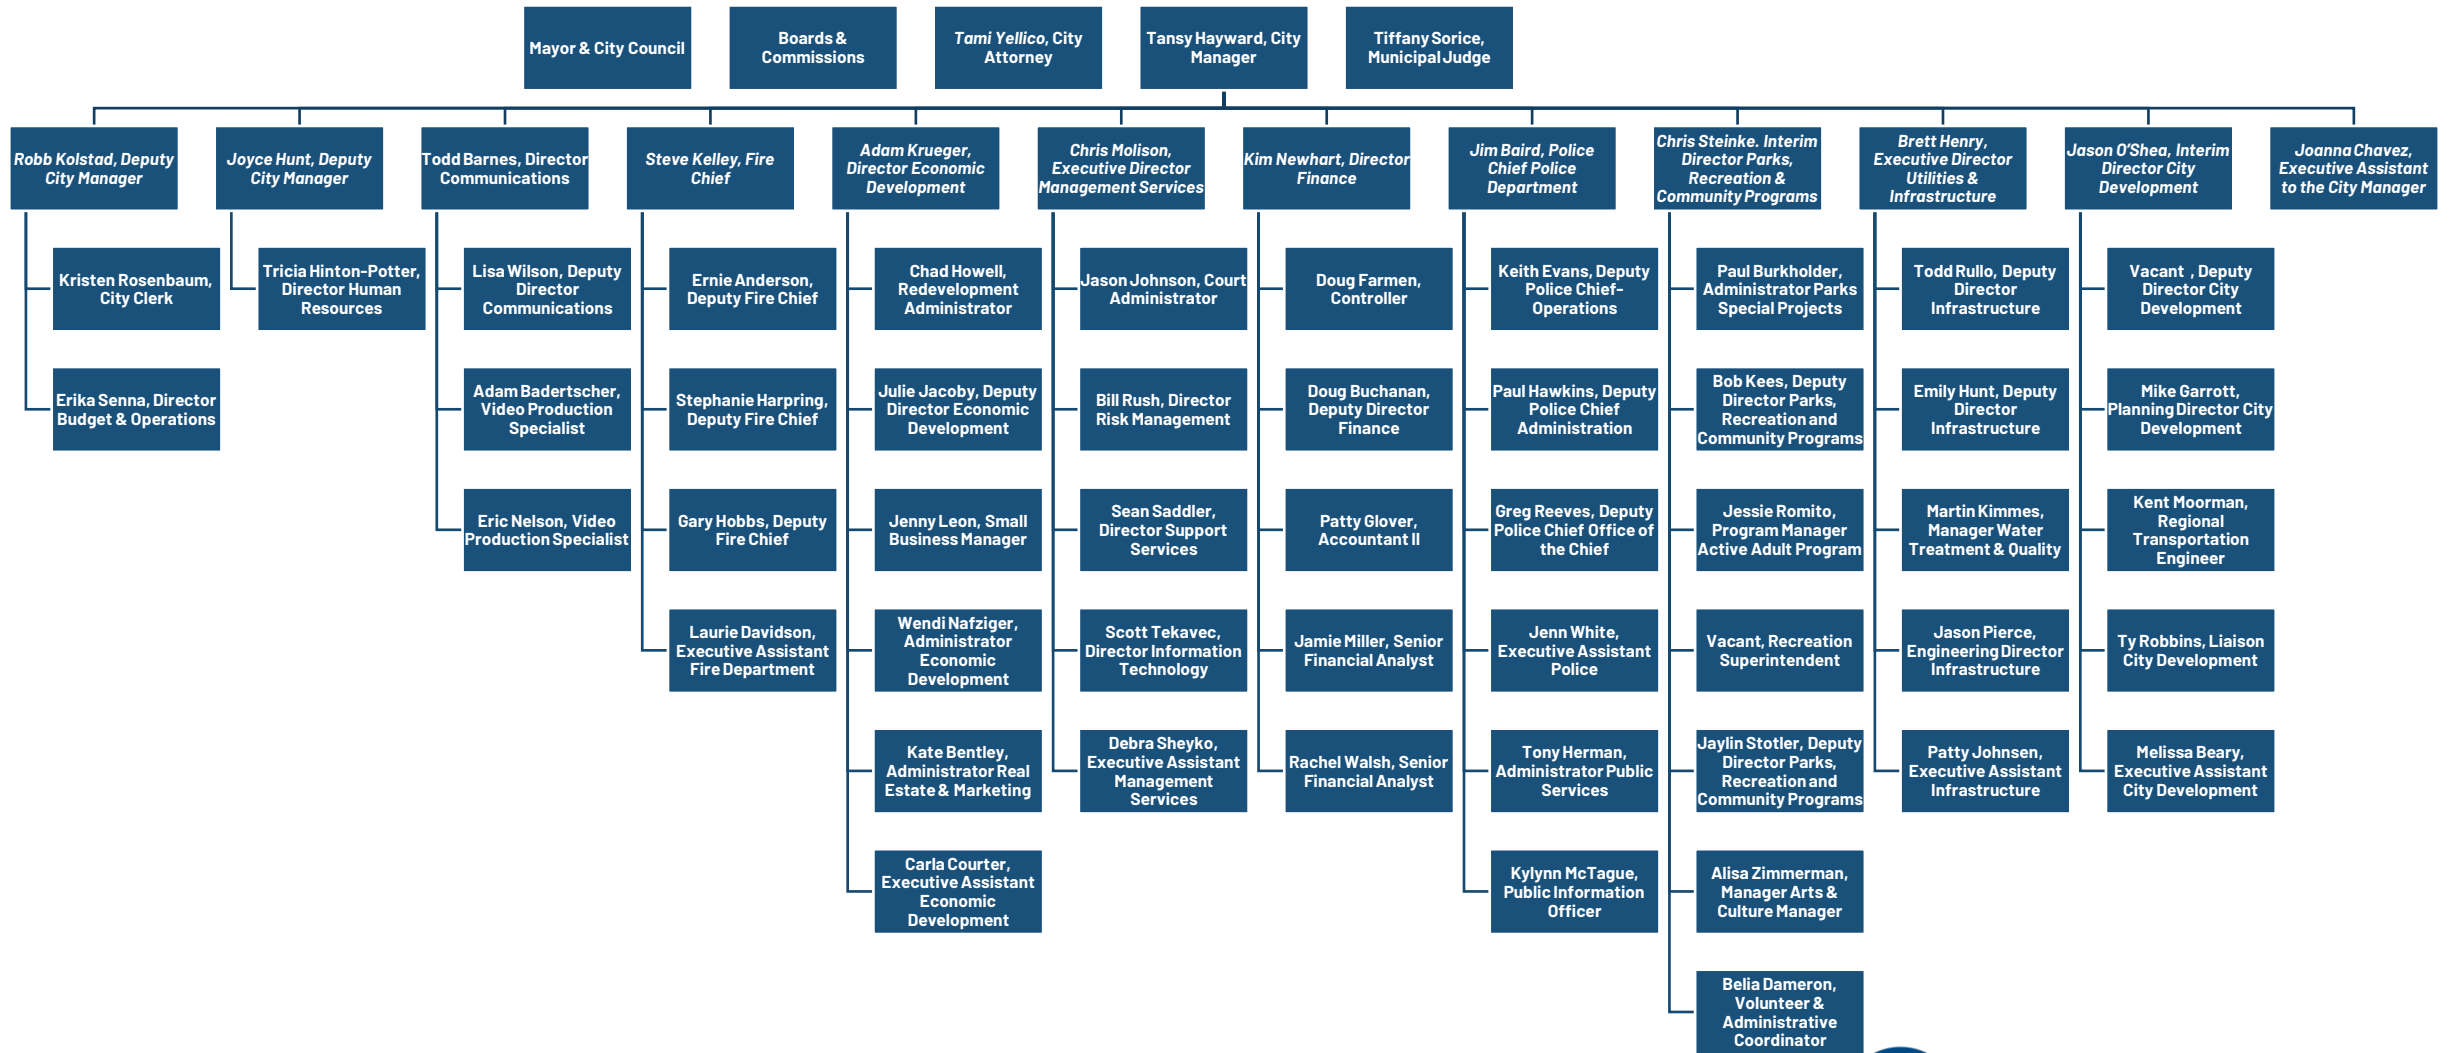 Mayor & City Council
Boards &
Commissions
Tami Yellico, City
Attorney
Tansy Hayward, City
Manager
Tiffany Sorice,
Municipal Judge
Robb Kolstad, Deputy
City Manager
Joyce Hunt, Deputy
City Manager
Todd Barnes, Director
Communications
Steve Kelley, Fire
Chief
Adam Krueger,
Director Economic
Development
Chris Molison,
Executive Director
Management Services
Kim Newhart, Director
Finance
Jim Baird, Police
Chief Police
Department
Chris Steinke. Interim
Director Parks,
Recreation &
Community Programs
Brett Henry,
Executive Director
Utilities &
Infrastructure
Jason O'Shea, Interim
Director City
Development
Joanna Chavez,
Executive Assistant
to the City Manager
Kristen Rosenbaum,
City Clerk
Erika Senna, Director
Budget & Operations
Tricia Hinton-Potter,
Director Human
Resources
Lisa Wilson, Deputy
Director
Communications
Adam Badertscher,
Video Production
Specialist
Eric Nelson, Video
Production Specialist
Ernie Anderson,
Deputy Fire Chief
Stephanie Harpring,
Deputy Fire Chief
Gary Hobbs, Deputy
Fire Chief
Laurie Davidson,
Executive Assistant
Fire Department
Chad Howell,
Redevelopment
Administrator
Julie Jacoby, Deputy
Director Economic
Development
Jenny Leon, Small
Business Manager
Wendi Nafziger,
Administrator
Economic
Development
Kate Bentley,
Administrator Real
Estate & Marketing
Carla Courter,
Executive Assistant
Economic
Development
Jason Johnson, Court
Administrator
Bill Rush, Director
Risk Management
Sean Saddler,
Director Support
Services
Scott Tekavec,
Director Information
Technology
Debra Sheyko,
Executive Assistant
Management
Services
Doug Farmen,
Controller
Doug Buchanan,
Deputy Director
Finance
Patty Glover,
Accountant II
Jamie Miller, Senior
Financial Analyst
Rachel Walsh, Senior
Financial Analyst
Keith Evans, Deputy
Police Chief-
Operations
Paul Hawkins, Deputy
Police Chief
Administration
Greg Reeves, Deputy
Police Chief Office of
the Chief
Jenn White,
Executive Assistant
Police
Tony Herman,
Administrator Public
Services
Kylynn McTague,
Public Information
Officer
Paul Burkholder,
Administrator Parks
Special Projects
Bob Kees, Deputy
Director Parks,
Recreation and
Community Programs
Jessie Romito,
Program Manager
Active Adult Program
Vacant, Recreation
Superintendent
Jaylin Stotler, Deputy
Director Parks,
Recreation and
Community Programs
Alisa Zimmerman,
Manager Arts &
Culture Manager
Belia Dameron,
Volunteer &
Administrative
Coordinator
Todd Rullo, Deputy
Director
Infrastructure
Emily Hunt, Deputy
Director
Infrastructure
Martin Kimmes,
Manager Water
Treatment & Quality
Jason Pierce,
Engineering Director
Infrastructure
Patty Johnsen,
Executive Assistant
Infrastructure
Vacant , Deputy
Director City
Development
Mike Garrott,
Planning Director City
Development
Kent Moorman,
Regional
Transportation
Engineer
Ty Robbins, Liaison
City Development
Melissa Beary,
Executive Assistant
City Development